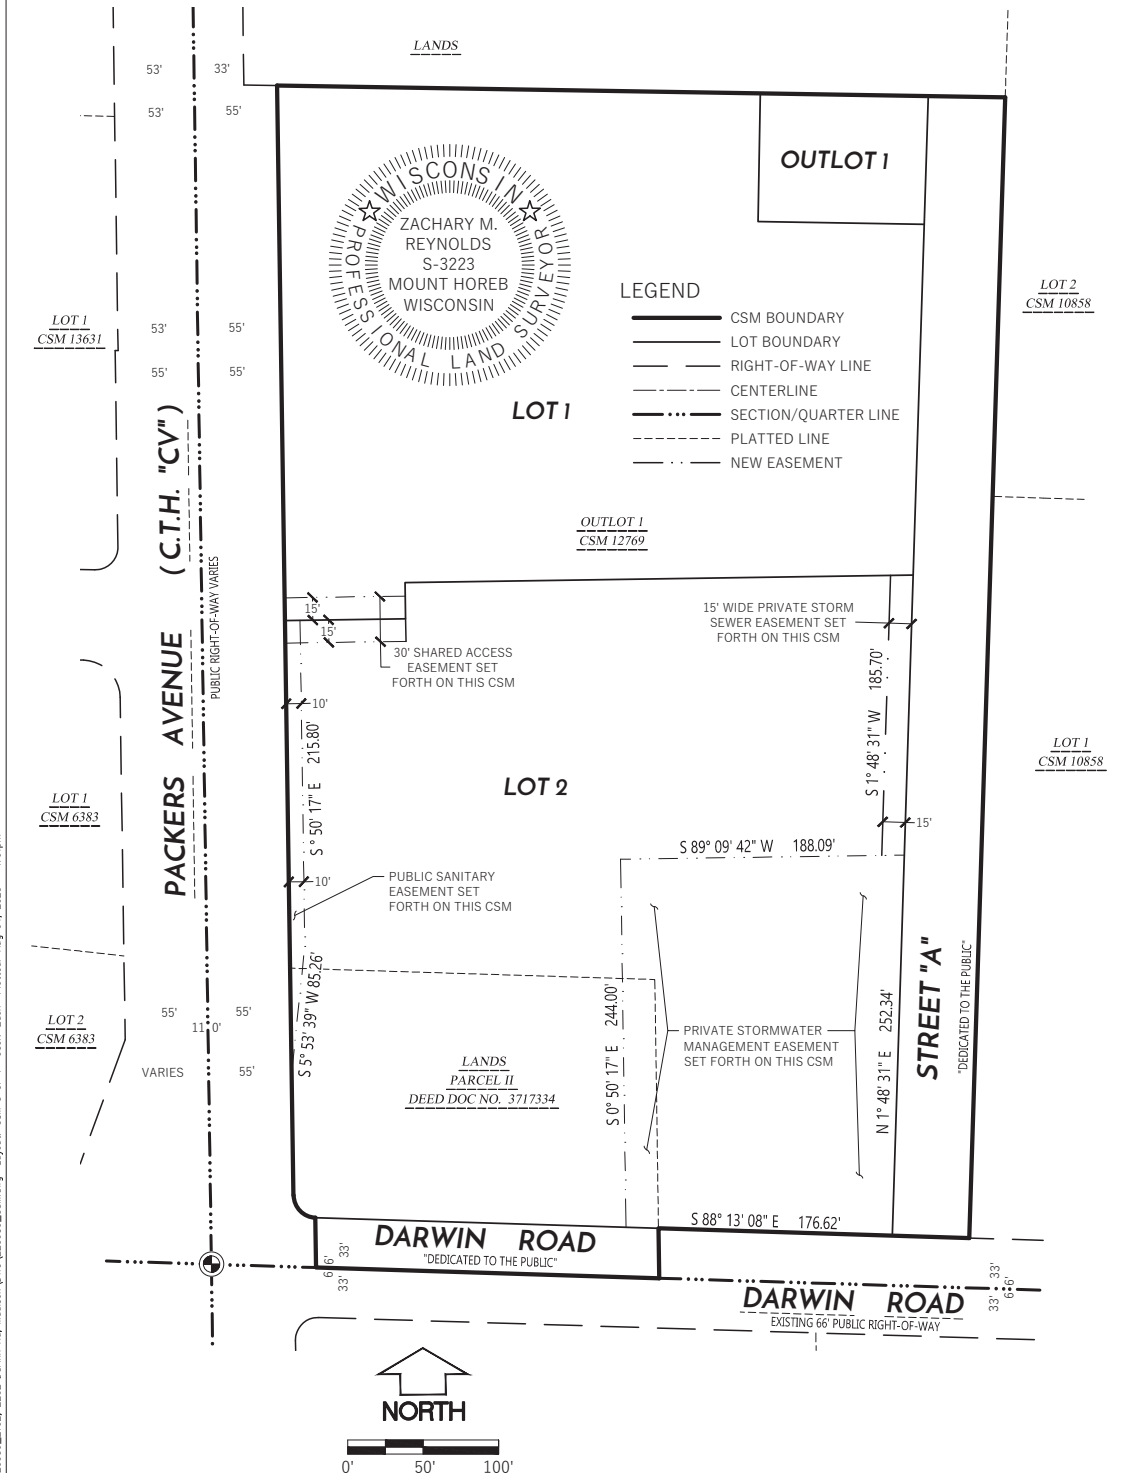 LANDS
53'
33'
53'
55'
OUTLOT 1
WISCONSIN
PROFESSIONAL LAND SURVEYOR
ZACHARY M.
REYNOLDS
S-3223
MOUNT HOREB
WISCONSIN
LOT 2
CSM 10858
LEGEND
CSM BOUNDARY
LOT BOUNDARY
RIGHT-OF-WAY LINE
CENTERLINE
SECTION/QUARTER LINE
PLATTED LINE
NEW EASEMENT
LOT 1
CSM 13631
53'
55'
55'
55'
LOT 1
PACKERS AVENUE (C.T.H. "CV")
PUBLIC RIGHT-OF-WAY VARIES
OUTLOT 1
CSM 12769
15'
15'
30' SHARED ACCESS
EASEMENT SET
FORTH ON THIS CSM
15' WIDE PRIVATE STORM
SEWER EASEMENT SET
FORTH ON THIS CSM
10'
S ° 50' 17" E 215.80'
S 1° 48' 31" W 185.70'
LOT 1
CSM 10858
LOT 2
LOT 1
CSM 6383
15'
S 89° 09' 42" W 188.09'
10'
PUBLIC SANITARY
EASEMENT SET
FORTH ON THIS CSM
S 5° 53' 39" W 85.26'
S 0° 50' 17" E 244.00'
N 1° 48' 31" E 252.34'
STREET "A"
"DEDICATED TO THE PUBLIC"
55'
55'
11 0'
LOT 2
CSM 6383
VARIES
55'
PRIVATE STORMWATER
MANAGEMENT EASEMENT
SET FORTH ON THIS CSM
LANDS
PARCEL II
DEED DOC NO. 3717334
S 88° 13' 08" E 176.62'
DARWIN ROAD
"DEDICATED TO THE PUBLIC"
33'
6 6'
33'
33'
6 6'
33'
DARWIN ROAD
EXISTING 66' PUBLIC RIGHT-OF-WAY
NORTH
0'
50'
100'